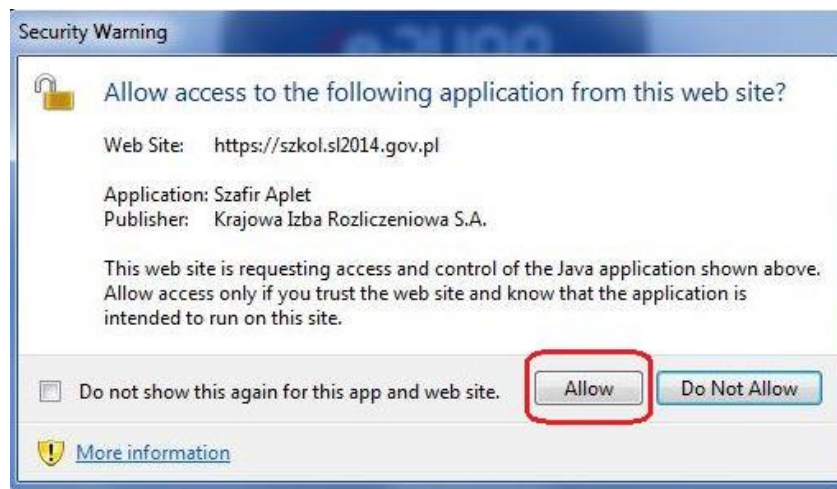 Security Warning
Allow access to the following application from this web site?
Web Site: https://szkol.sl2014.gov.pl
Application: Szafir Aplet
Publisher: Krajowa Izba Rozliczeniowa S.A.
This web site is requesting access and control of the Java application shown above.
Allow access only if you trust the web site and know that the application is
intended to run on this site.
Do not show this again for this app and web site.
Allow
Do Not Allow
More information